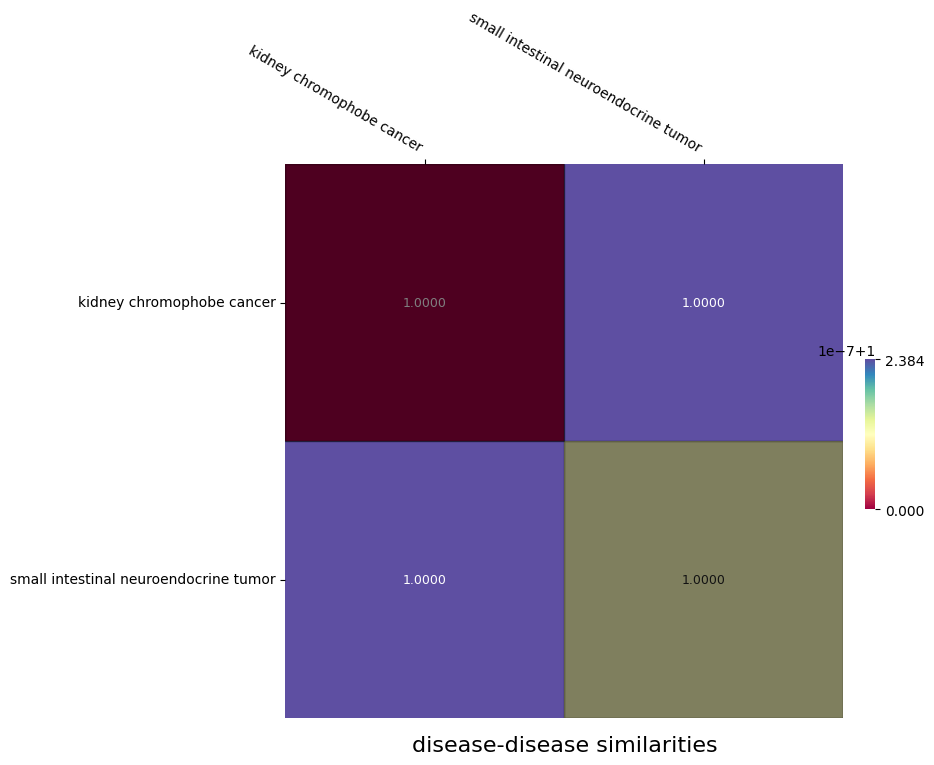 small intestinal neuroendocrine tumor
kidney chromophobe cancer
kidney chromophobe cancer
1.0000
1.0000
1e−7+1
2.384
0.000
small intestinal neuroendocrine tumor
1.0000
1.0000
disease-disease similarities